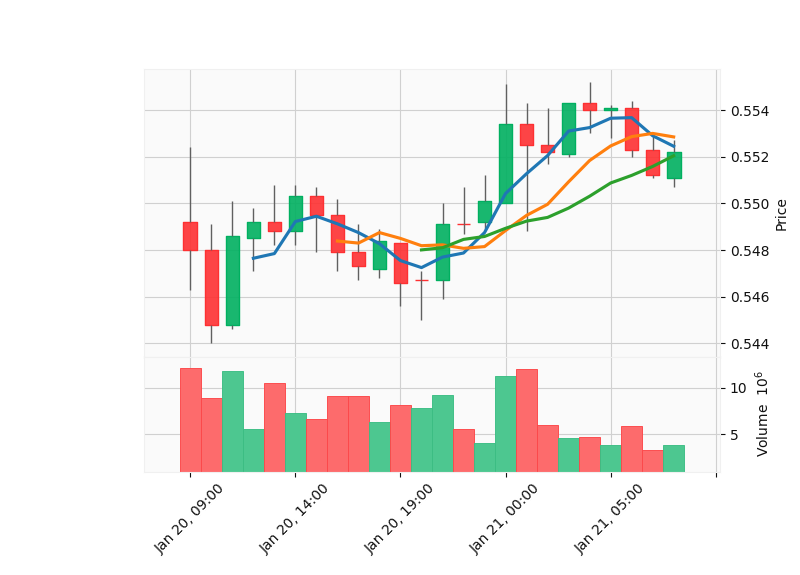 0.554
0.552
0.550
0.548
0.546
0.544
Price
10
5
Volume 10^6
Jan 20, 09:00
Jan 20, 14:00
Jan 20, 19:00
Jan 21, 00:00
Jan 21, 05:00